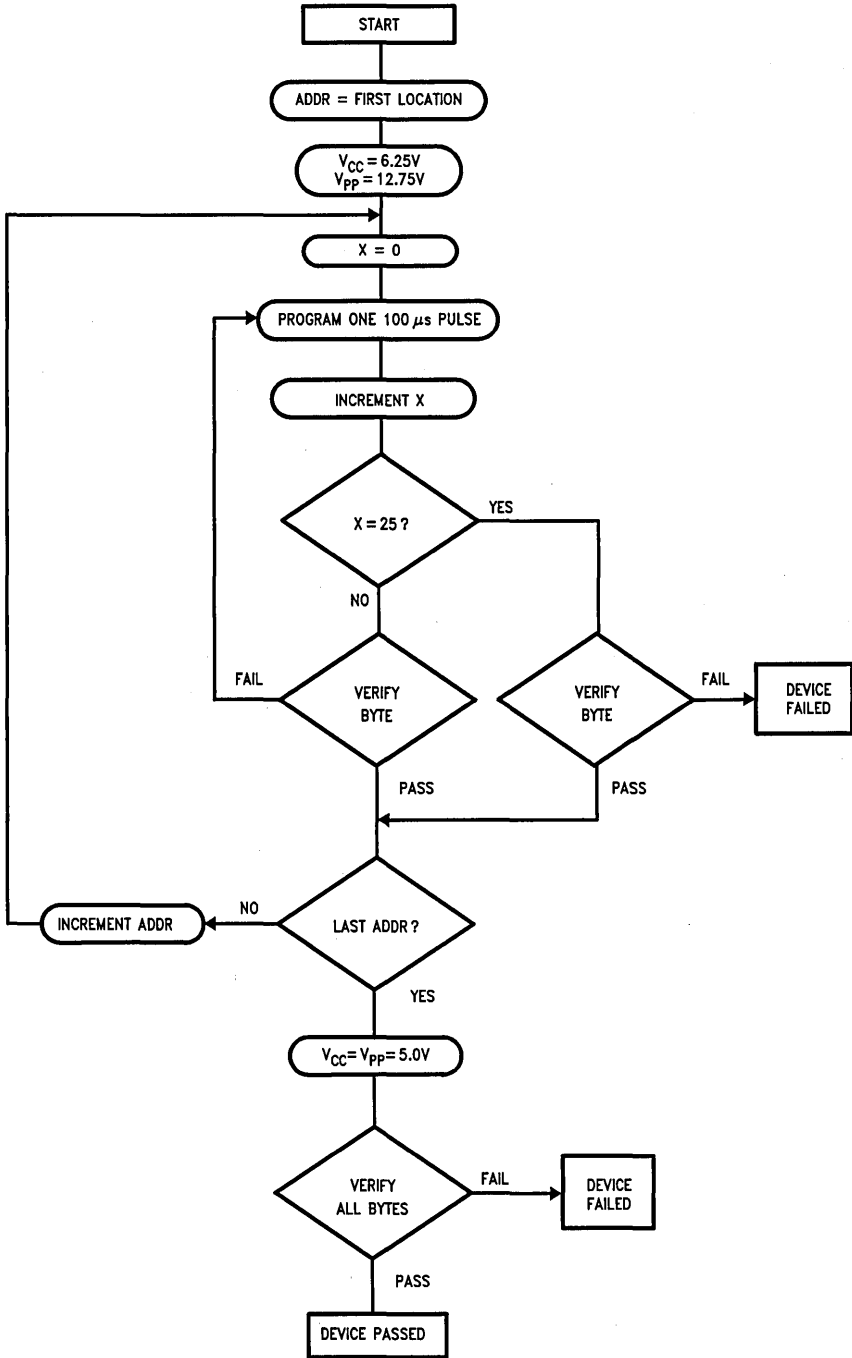 START
ADDR = FIRST LOCATION
VCC = 6.25V
VPP = 12.75V
X = 0
PROGRAM ONE 100 μs PULSE
INCREMENT X
X = 25 ?
YES
NO
FAIL
VERIFY
BYTE
VERIFY
BYTE
FAIL
DEVICE
FAILED
PASS
PASS
INCREMENT ADDR
NO
LAST ADDR ?
YES
VCC = VPP = 5.0V
VERIFY
ALL BYTES
FAIL
DEVICE
FAILED
PASS
DEVICE PASSED